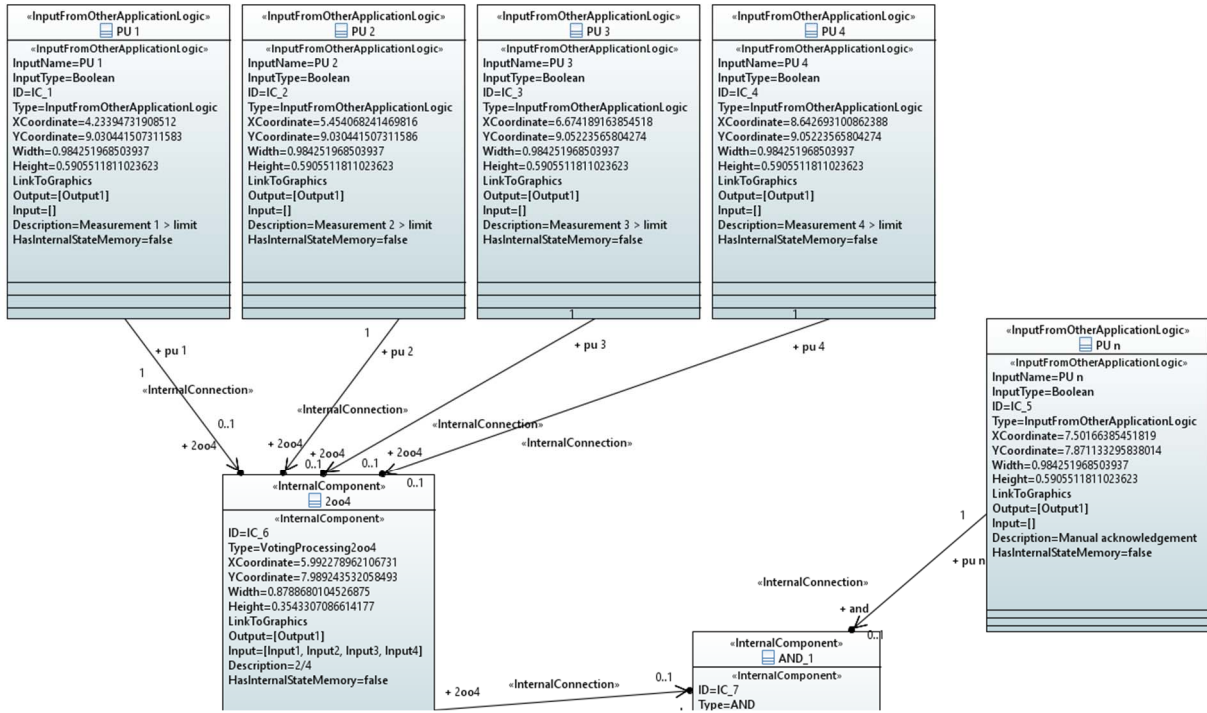 «InputFromOtherApplicationLogic»
PU 1
«InputFromOtherApplicationLogic»
InputName=PU 1
InputType=Boolean
ID=IC_1
Type=InputFromOtherApplicationLogic
XCoordinate=4.23394731908512
YCoordinate=9.030441507311583
Width=0.984251968503937
Height=0.5905511811023623
LinkToGraphics
Output=[Output1]
Input=[]
Description=Measurement 1 > limit
HasInternalStateMemory=false
«InputFromOtherApplicationLogic»
PU 2
«InputFromOtherApplicationLogic»
InputName=PU 2
InputType=Boolean
ID=IC_2
Type=InputFromOtherApplicationLogic
XCoordinate=5.454068241469816
YCoordinate=9.030441507311586
Width=0.984251968503937
Height=0.5905511811023623
LinkToGraphics
Output=[Output1]
Input=[]
Description=Measurement 2 > limit
HasInternalStateMemory=false
«InputFromOtherApplicationLogic»
PU 3
«InputFromOtherApplicationLogic»
InputName=PU 3
InputType=Boolean
ID=IC_3
Type=InputFromOtherApplicationLogic
XCoordinate=6.674189163854518
YCoordinate=9.05223565804274
Width=0.984251968503937
Height=0.5905511811023623
LinkToGraphics
Output=[Output1]
Input=[]
Description=Measurement 3 > limit
HasInternalStateMemory=false
«InputFromOtherApplicationLogic»
PU 4
«InputFromOtherApplicationLogic»
InputName=PU 4
InputType=Boolean
ID=IC_4
Type=InputFromOtherApplicationLogic
XCoordinate=8.642693100862388
YCoordinate=9.05223565804274
Width=0.984251968503937
Height=0.5905511811023623
LinkToGraphics
Output=[Output1]
Input=[]
Description=Measurement 4 > limit
HasInternalStateMemory=false
+ pu 1
1
«InternalConnection»
0..1
+ 2oo4
1
+ pu 2
«InternalConnection»
+ 2oo4
0..1
1
+ pu 3
«InternalConnection»
+ 2oo4
0..1
1
+ pu 4
«InternalConnection»
+ 2oo4
0..1
«InputFromOtherApplicationLogic»
PU n
«InputFromOtherApplicationLogic»
InputName=PU n
InputType=Boolean
ID=IC_5
Type=InputFromOtherApplicationLogic
XCoordinate=7.50166385451819
YCoordinate=7.871133295838014
Width=0.984251968503937
Height=0.5905511811023623
LinkToGraphics
Output=[Output1]
Input=[]
Description=Manual acknowledgement
HasInternalStateMemory=false
1
+ pu n
«InternalConnection»
+ and
0..1
«InternalComponent»
2oo4
«InternalComponent»
ID=IC_6
Type=VotingProcessing2oo4
XCoordinate=5.992278962106731
YCoordinate=7.989243532058493
Width=0.8788680104526875
Height=0.3543307086614177
LinkToGraphics
Output=[Output1]
Input=[Input1, Input2, Input3, Input4]
Description=2/4
HasInternalStateMemory=false
+ 2oo4
«InternalConnection»
0..1
«InternalComponent»
AND_1
«InternalComponent»
ID=IC_7
Type=AND